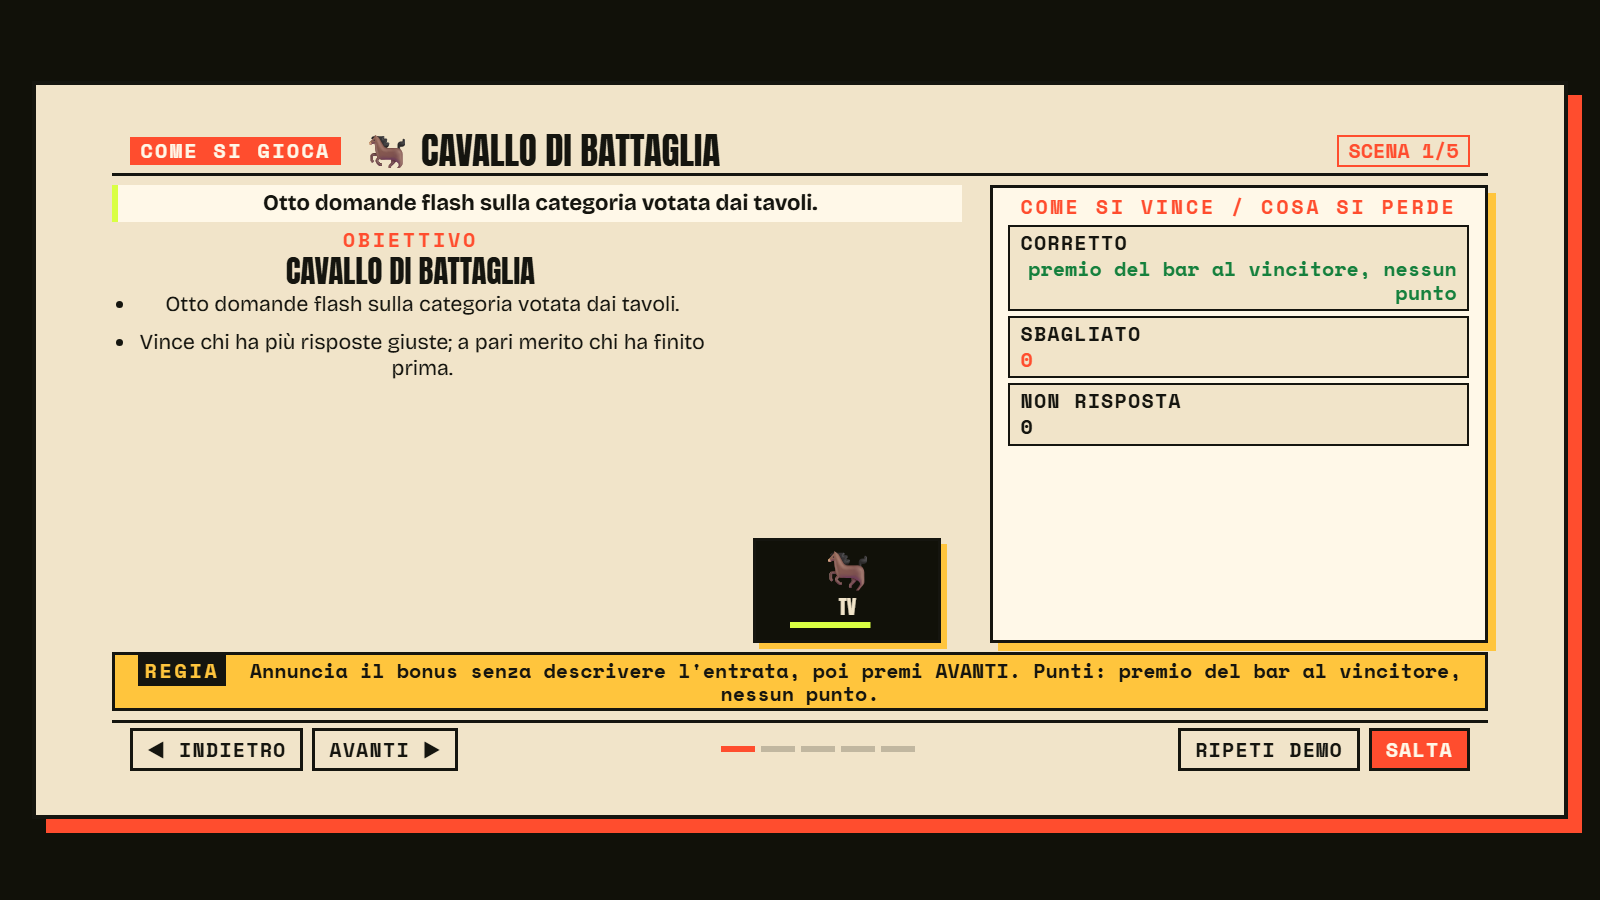 COME SI GIOCA
CAVALLO DI BATTAGLIA
SCENA 1/5
Otto domande flash sulla categoria votata dai tavoli.
OBIETTIVO
CAVALLO DI BATTAGLIA
• Otto domande flash sulla categoria votata dai tavoli.
• Vince chi ha più risposte giuste; a pari merito chi ha finito
prima.
TV
COME SI VINCE / COSA SI PERDE
CORRETTO
premio del bar al vincitore, nessun
punto
SBAGLIATO
0
NON RISPOSTA
0
REGIA Annuncia il bonus senza descrivere l'entrata, poi premi AVANTI. Punti: premio del bar al vincitore,
nessun punto.
◀ INDIETRO
AVANTI ▶
RIPETI DEMO
SALTA